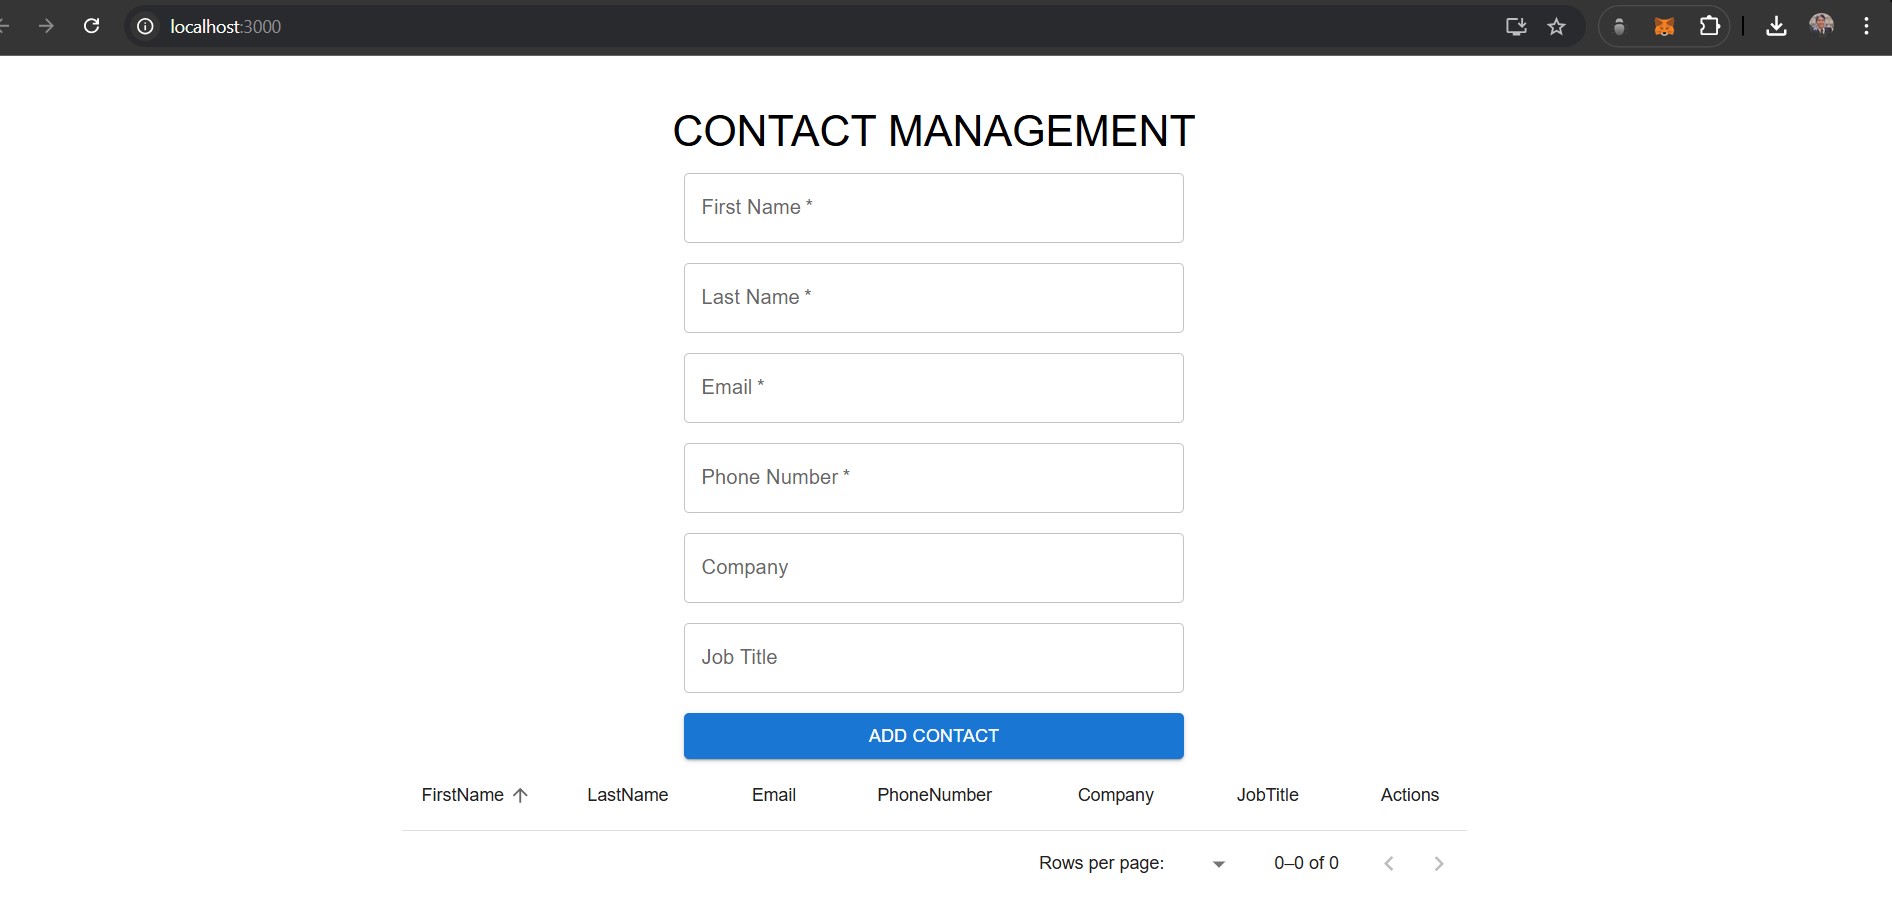 localhost:3000
CONTACT MANAGEMENT
First Name *
Last Name *
Email *
Phone Number *
Company
Job Title
ADD CONTACT
FirstName LastName Email PhoneNumber Company JobTitle Actions
Rows per page: 0–0 of 0